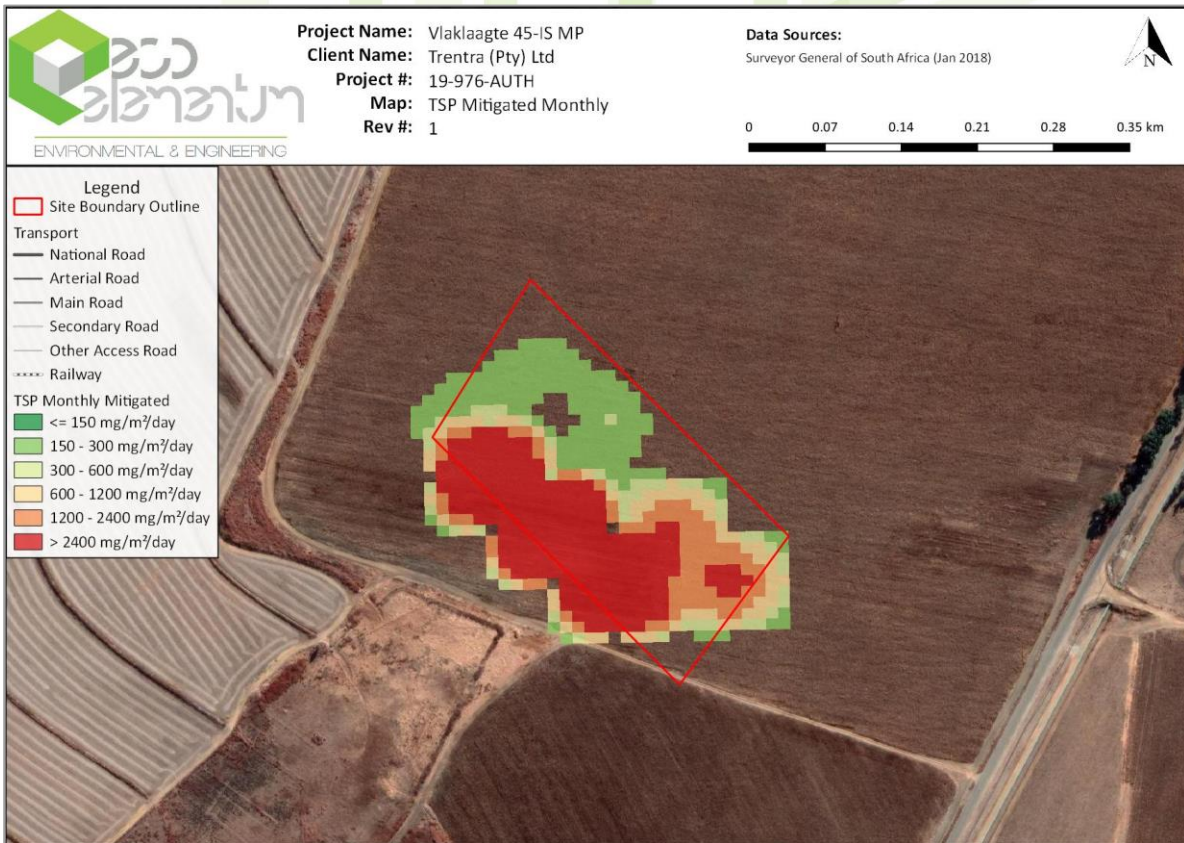 eco
elementum
ENVIRONMENTAL & ENGINEERING
Project Name: Vlaklaagte 45-IS MP
Client Name: Trentra (Pty) Ltd
Project #: 19-976-AUTH
Map: TSP Mitigated Monthly
Rev #: 1
Data Sources:
Surveyor General of South Africa (Jan 2018)
N
0 0.07 0.14 0.21 0.28 0.35 km
Legend
Site Boundary Outline
Transport
National Road
Arterial Road
Main Road
Secondary Road
Other Access Road
Railway
TSP Monthly Mitigated
<= 150 mg/m²/day
150 - 300 mg/m²/day
300 - 600 mg/m²/day
600 - 1200 mg/m²/day
1200 - 2400 mg/m²/day
> 2400 mg/m²/day